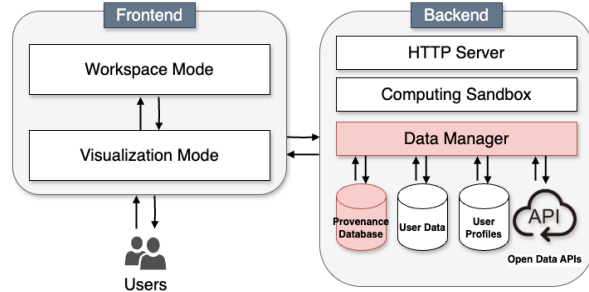 Frontend
Workspace Mode
Visualization Mode
Users
Backend
HTTP Server
Computing Sandbox
Data Manager
Provenance
Database
User Data
User
Profiles
API
Open Data APIs